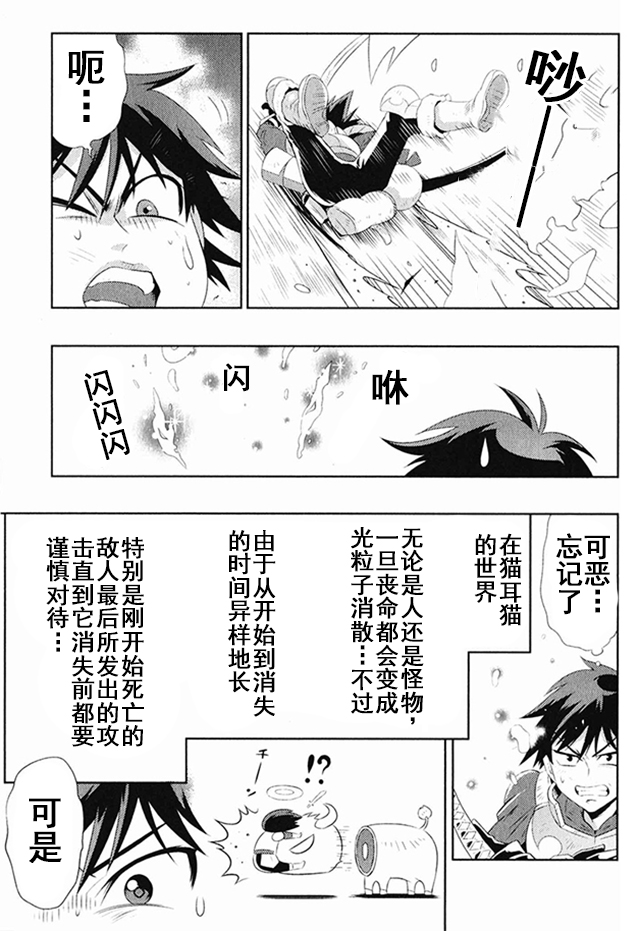 唦
呃⋯
咻
闪
闪闪闪
可恶⋯
忘记了
在猫耳猫
的世界
无论是人还是怪物，
一旦丧命都会变成
光粒子消散⋯不过
由于从开始到消失
的时间异样地长
特别是刚开始死亡的
敌人最后所发出的攻
击直到它消失前都要
谨慎对待⋯
!?
チーン
可是